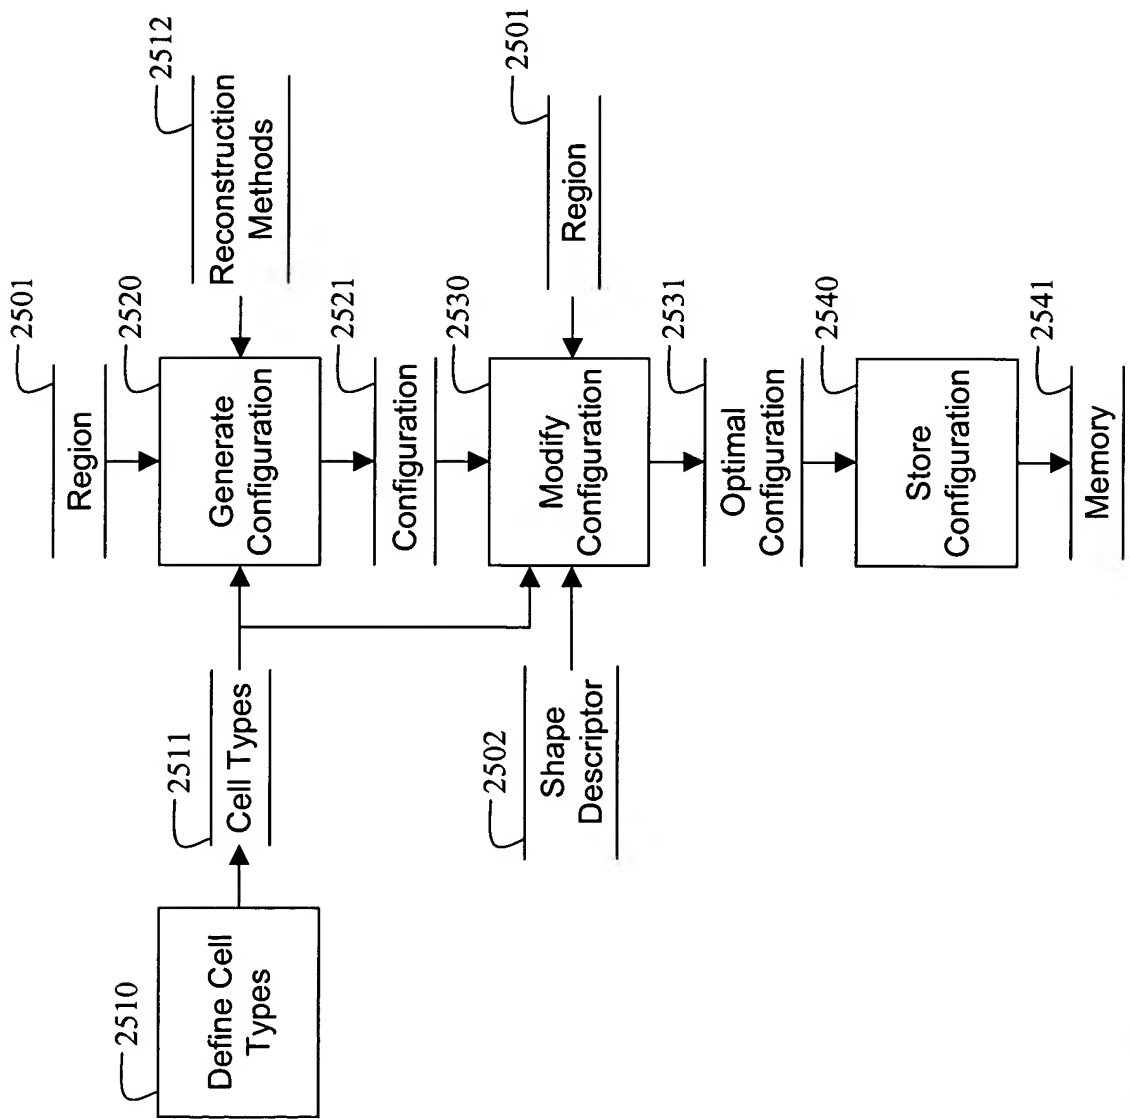 2510
Define Cell
Types
2511
Cell Types
2501
Region
2520
Generate
Configuration
2512
Reconstruction
Methods
2521
Configuration
2502
Shape
Descriptor
2530
Modify
Configuration
2501
Region
2531
Optimal
Configuration
2540
Store
Configuration
2541
Memory